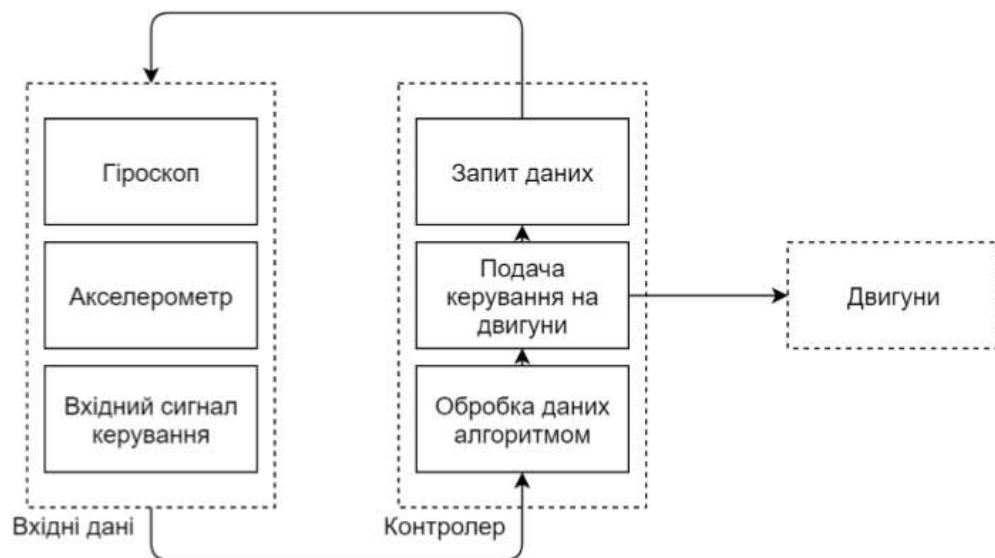 Гіроскоп
Акселерометр
Вхідний сигнал
керування
Вхідні дані
Запит даних
Подача
керування на
двигуни
Обробка даних
алгоритмом
Контролер
Двигуни